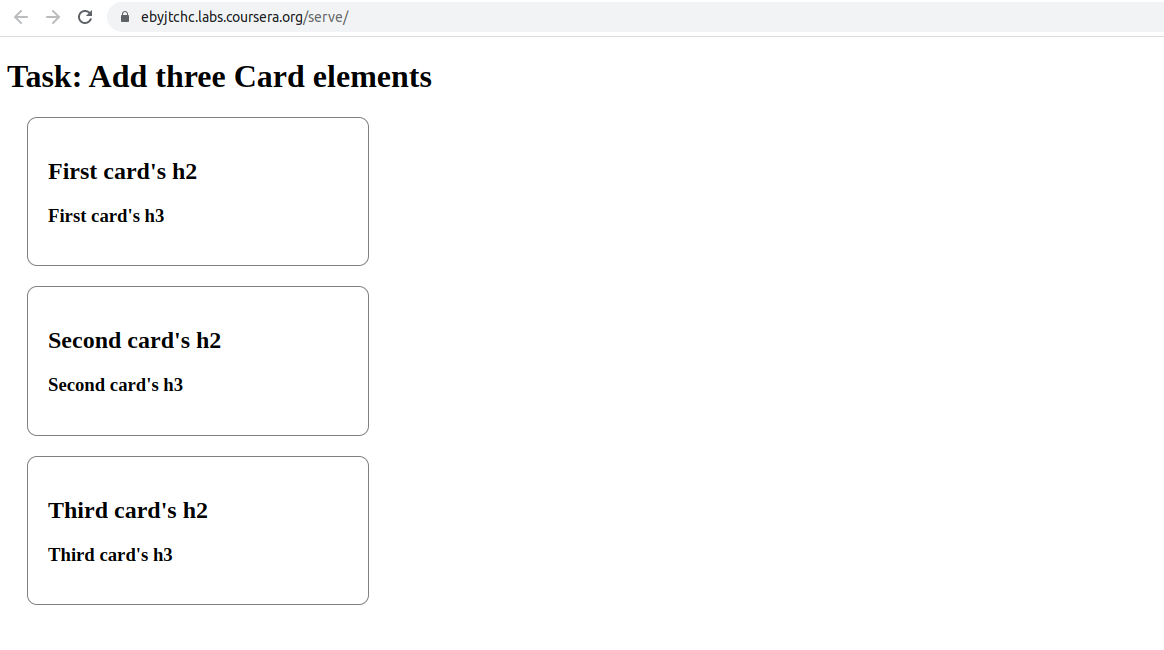 ebyjtchc.labs.coursera.org/serve/
Task: Add three Card elements
First card's h2
First card's h3
Second card's h2
Second card's h3
Third card's h2
Third card's h3